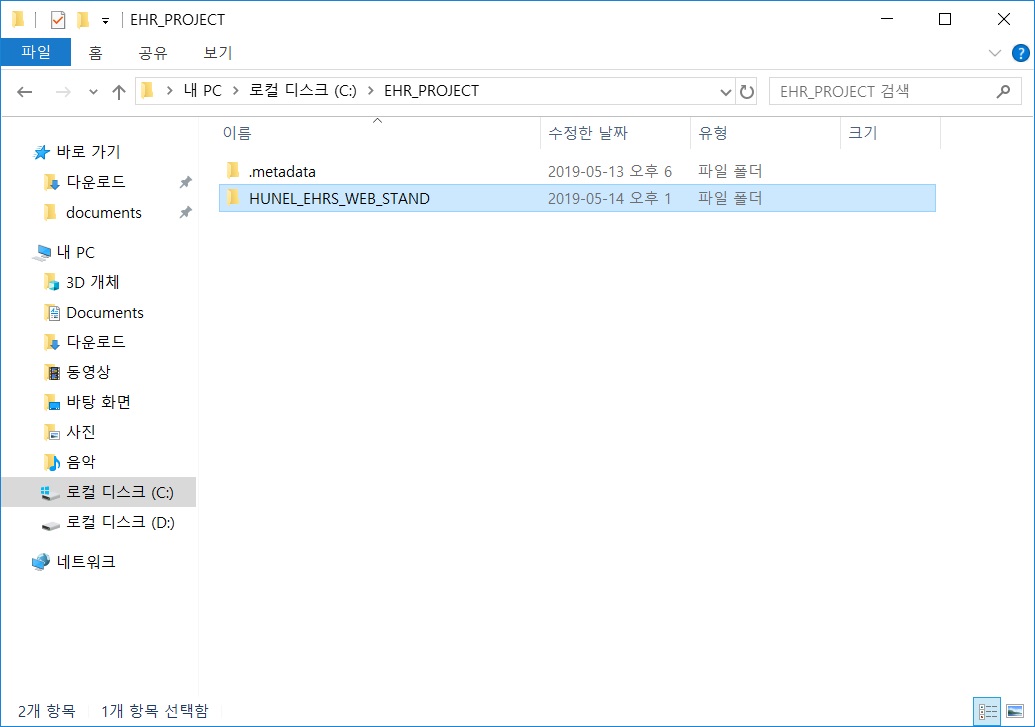 EHR_PROJECT
파일 홈 공유 보기
내 PC 로컬 디스크 (C:) EHR_PROJECT
EHR_PROJECT 검색
이름 수정한 날짜 유형 크기
.metadata 2019-05-13 오후 6 파일 폴더
HUNEL_EHRS_WEB_STAND 2019-05-14 오후 1 파일 폴더
바로 가기
다운로드
documents
내 PC
3D 개체
Documents
다운로드
동영상
바탕 화면
사진
음악
로컬 디스크 (C:)
로컬 디스크 (D:)
네트워크
2개 항목 1개 항목 선택함